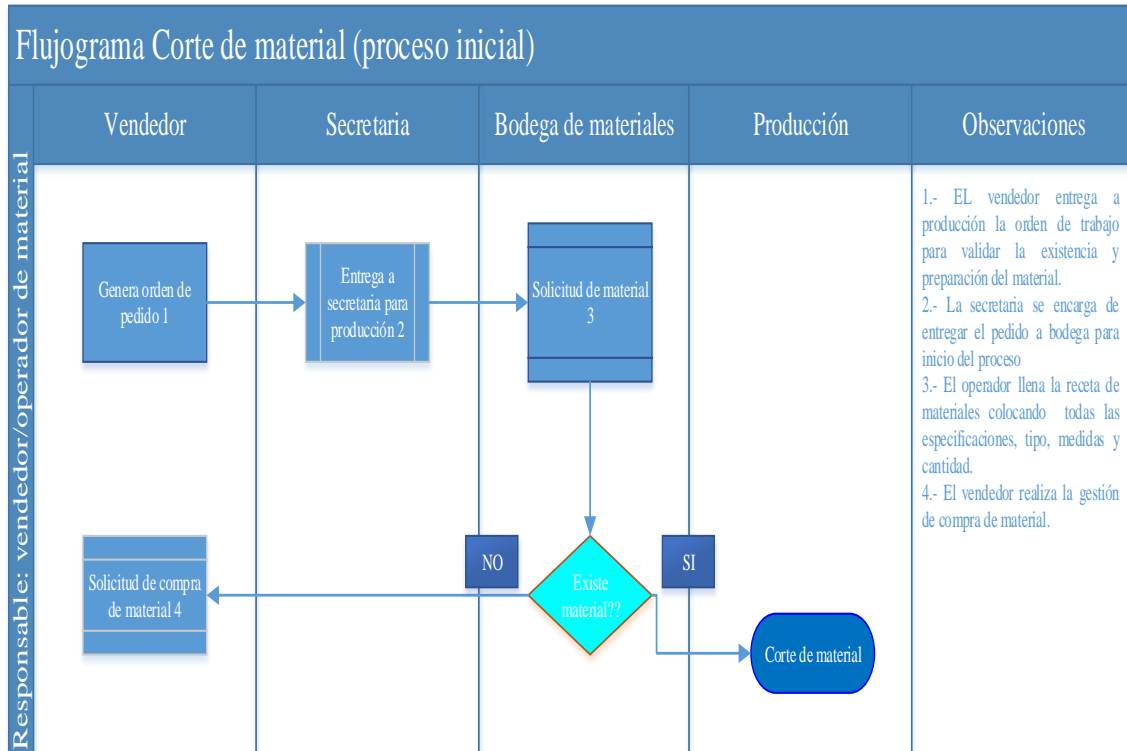 Flujograma Corte de material (proceso inicial)
Responsable: vendedor/operador de material
Vendedor
Secretaria
Bodega de materiales
Producción
Observaciones
Genera orden de
pedido 1
Entrega a
secretaria para
producción 2
Solicitud de material
3
NO
SI
Existe
material??
Solicitud de compra
de material 4
Corte de material
1.- EL vendedor entrega a
producción la orden de trabajo
para validar la existencia y
preparación del material.
2.- La secretaria se encarga de
entregar el pedido a bodega para
inicio del proceso
3.- El operador llena la receta de
materiales colocando todas las
especificaciones, tipo, medidas y
cantidad.
4.- El vendedor realiza la gestión
de compra de material.